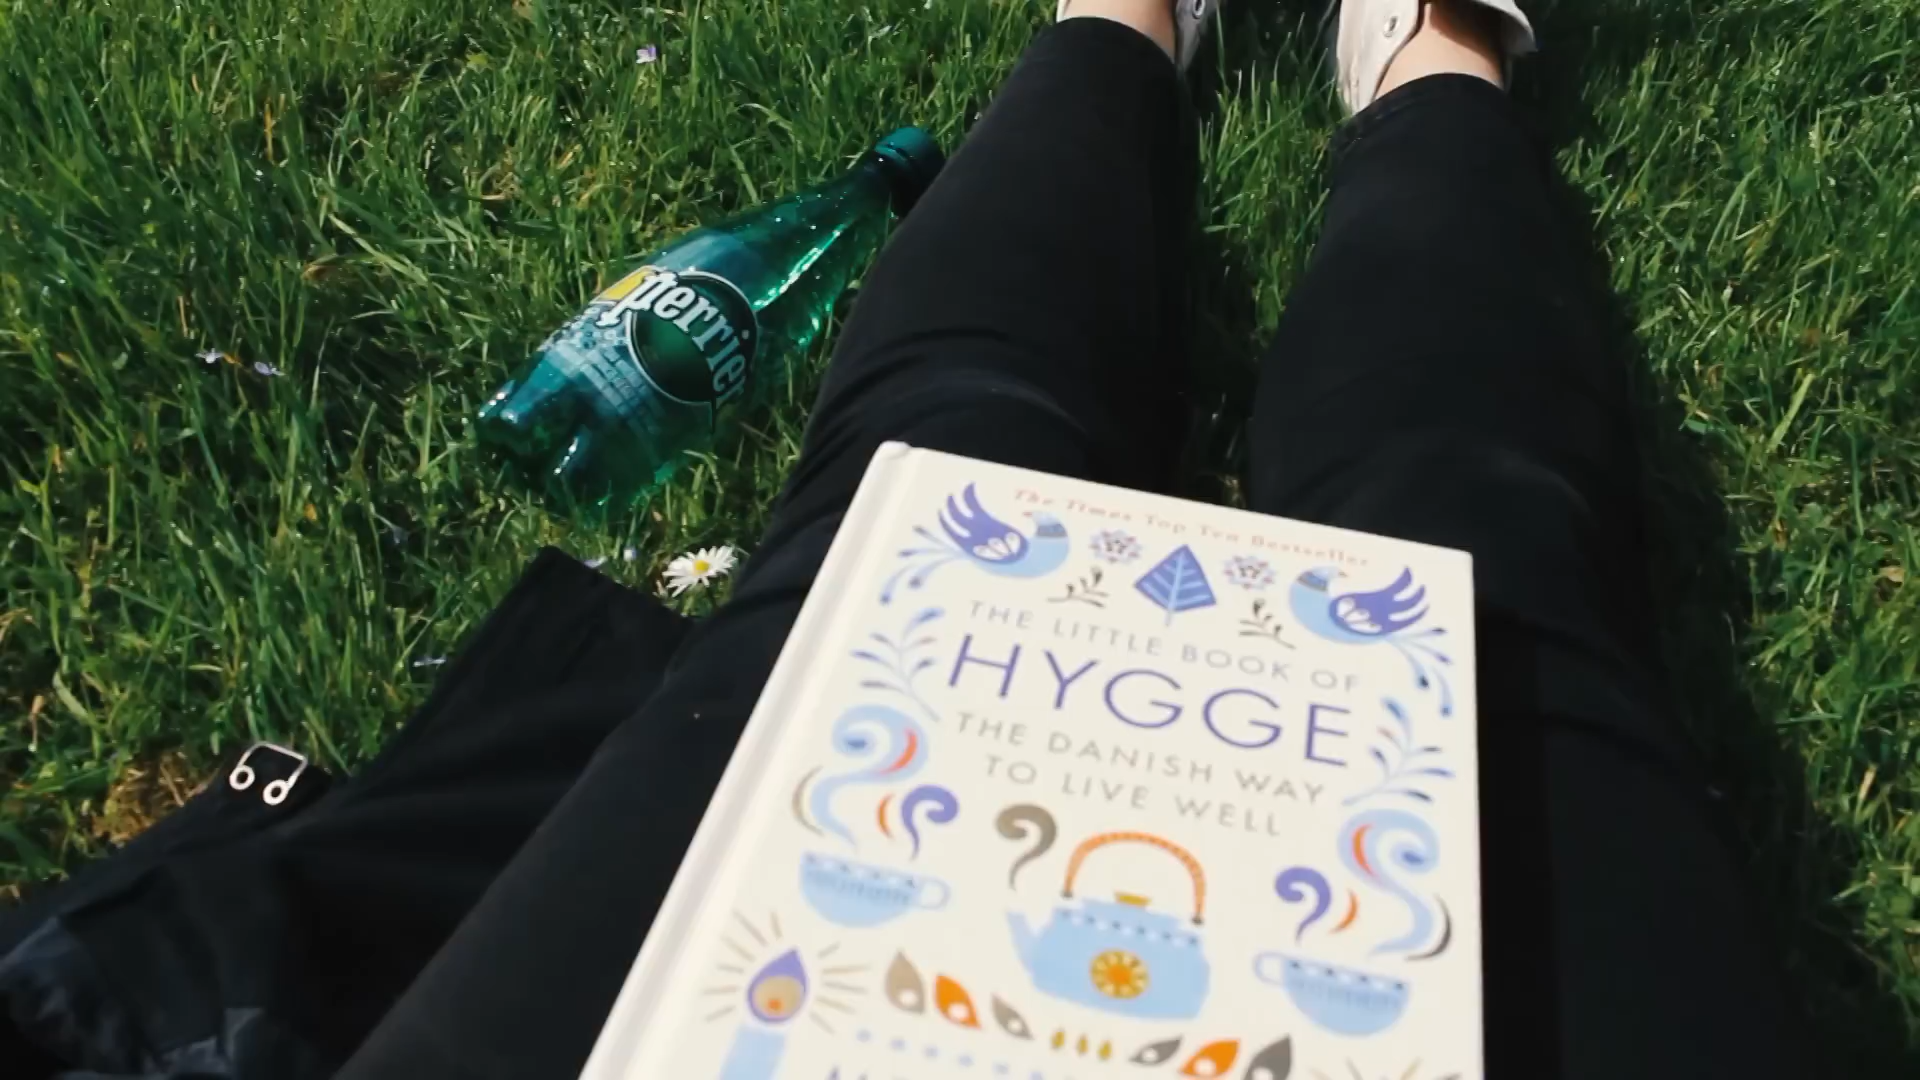 perrier
The Times Top Ten Bestseller
THE LITTLE BOOK OF
HYGGE
THE DANISH WAY
TO LIVE WELL